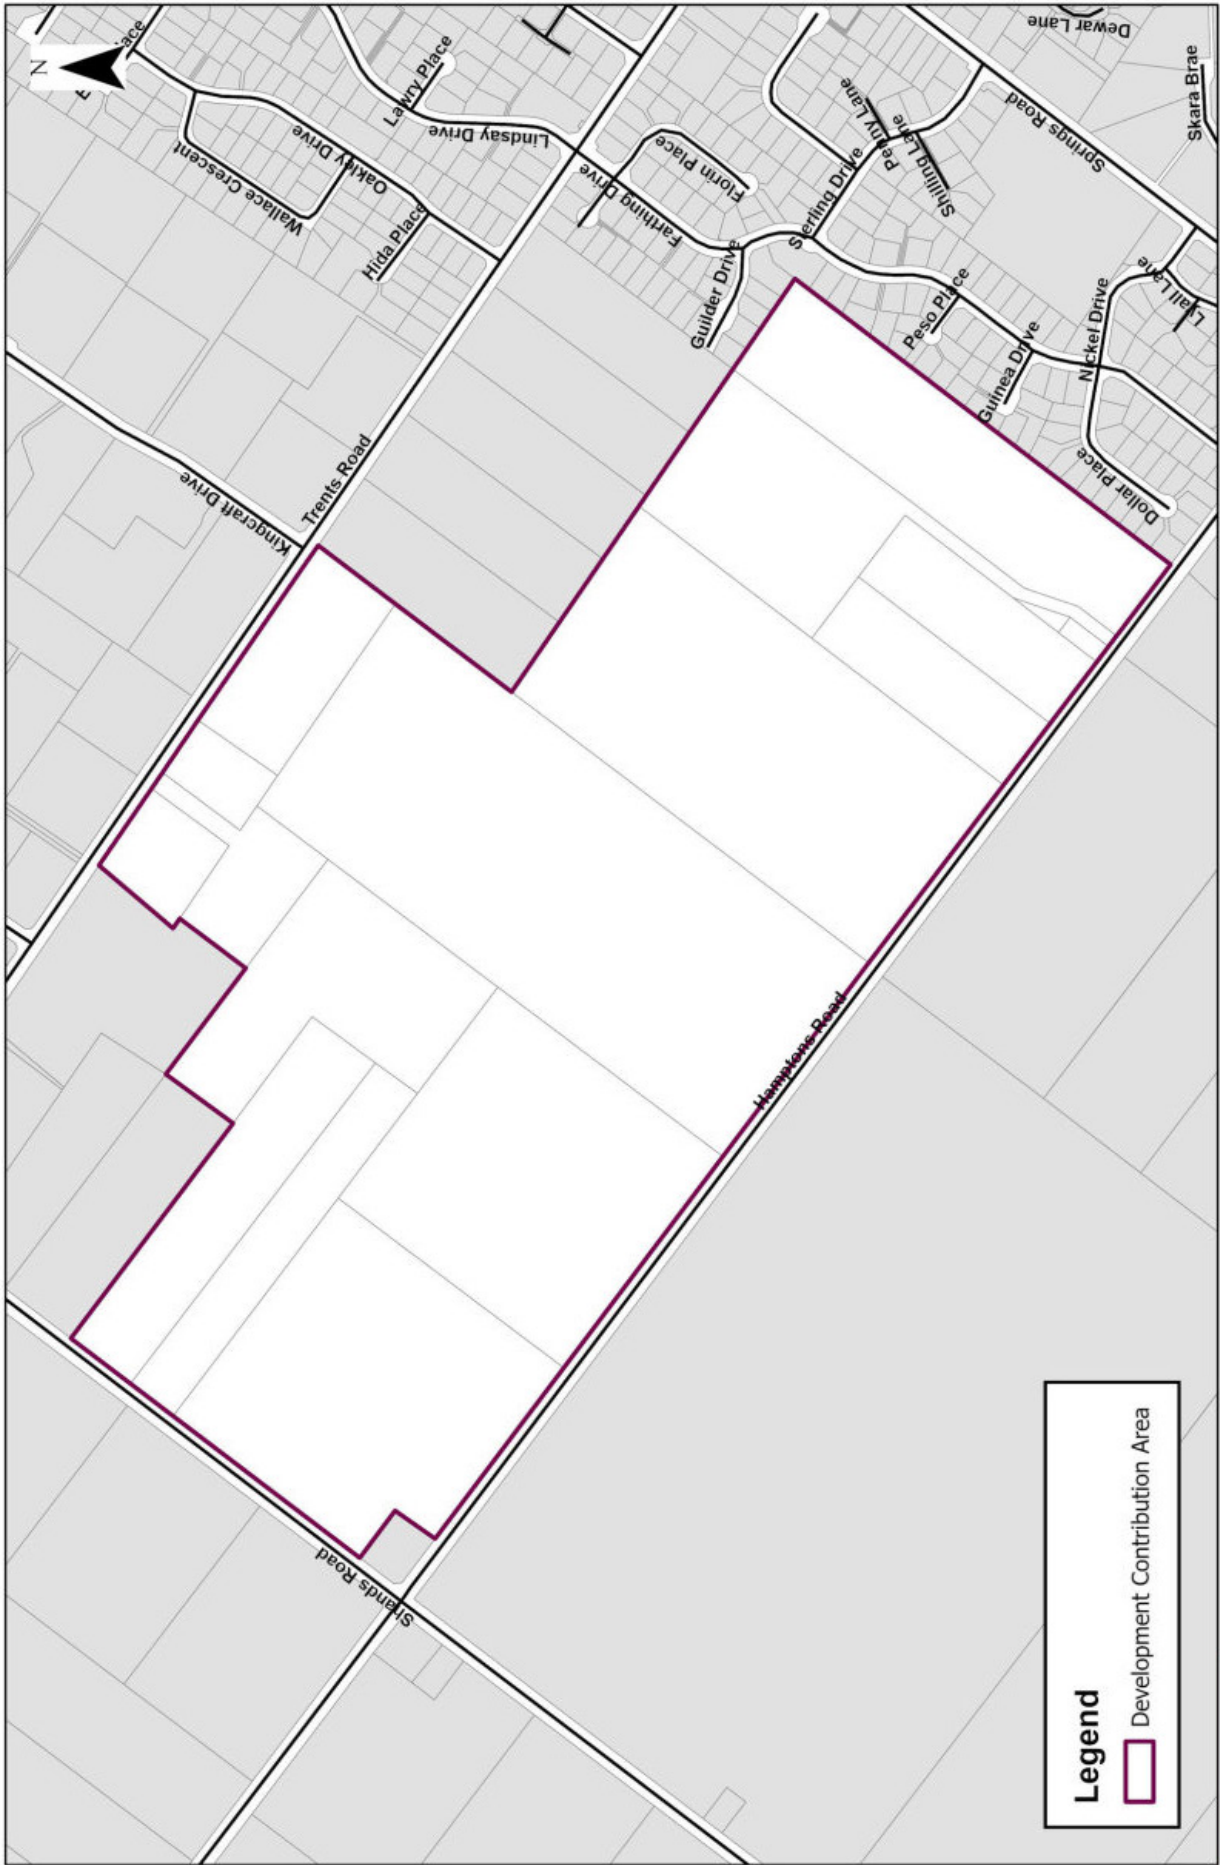 N
Place
Lawry Place
Lindsay Drive
Oakley Drive
Wallace Crescent
Hida Place
Farthing Drive
Florin Place
Guilder Drive
Sterling Drive
Penny Lane
Shilling Lane
Springs Road
Dewar Lane
Skara Brae
Peso Place
Guinea Drive
Nickel Drive
Lyall Lane
Dollar Place
Kingcraft Drive
Trents Road
Hamptons Road
Shands Road
Legend
Development Contribution Area